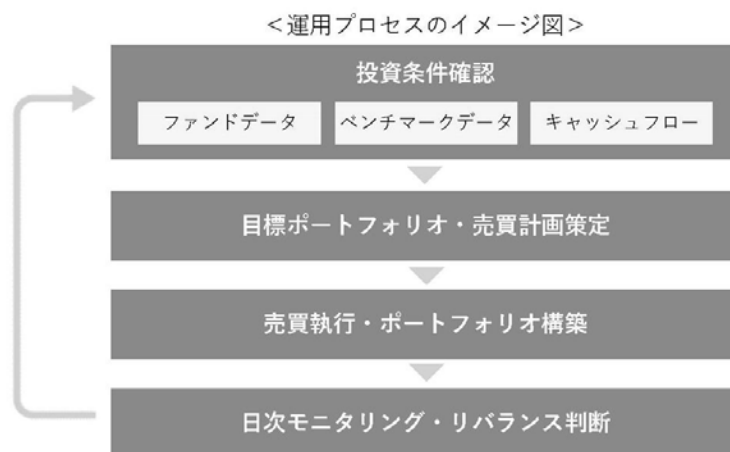 ＜運用プロセスのイメージ図＞
投資条件確認
ファンドデータ
ベンチマークデータ
キャッシュフロー
目標ポートフォリオ・売買計画策定
売買執行・ポートフォリオ構築
日次モニタリング・リバランス判断